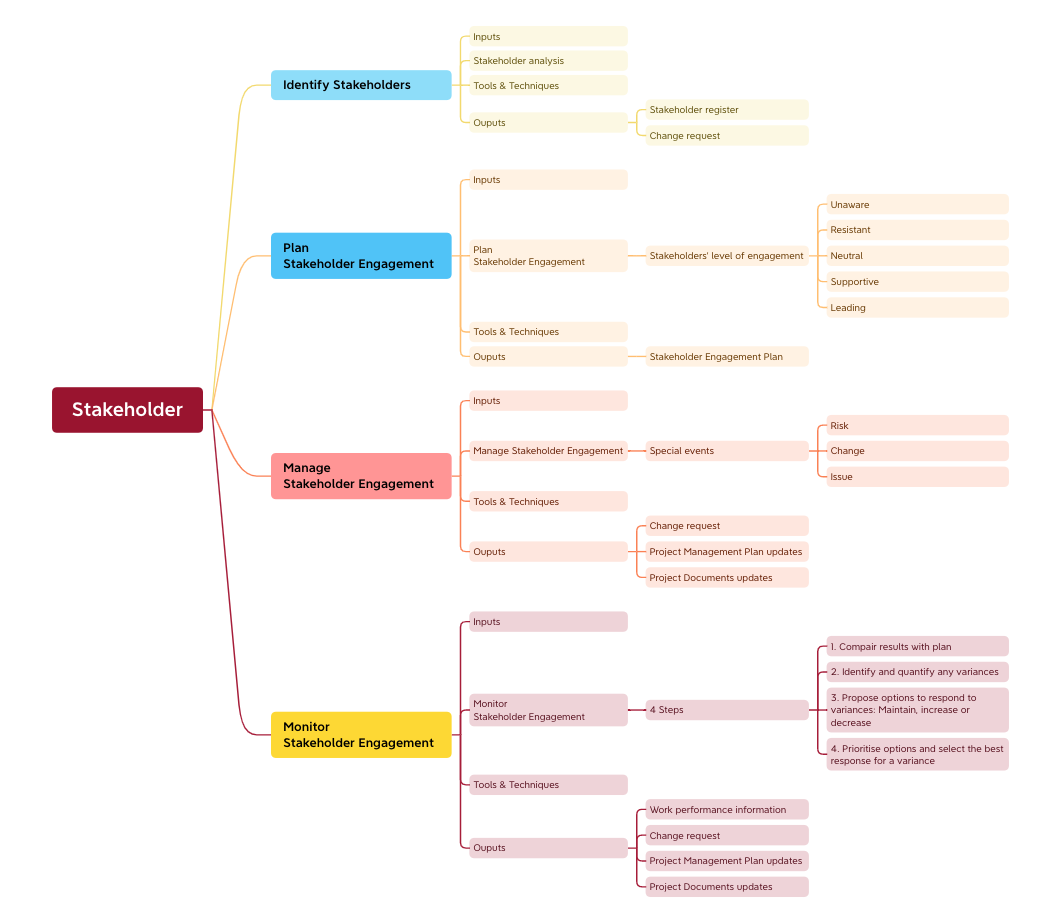 Stakeholder
Identify Stakeholders
Inputs
Stakeholder analysis
Tools & Techniques
Ouputs
Stakeholder register
Change request
Plan
Stakeholder Engagement
Inputs
Plan
Stakeholder Engagement
Stakeholders' level of engagement
Unaware
Resistant
Neutral
Supportive
Leading
Tools & Techniques
Ouputs
Stakeholder Engagement Plan
Manage
Stakeholder Engagement
Inputs
Manage Stakeholder Engagement
Special events
Risk
Change
Issue
Tools & Techniques
Ouputs
Change request
Project Management Plan updates
Project Documents updates
Monitor
Stakeholder Engagement
Inputs
Monitor
Stakeholder Engagement
4 Steps
1. Compair results with plan
2. Identify and quantify any variances
3. Propose options to respond to
variances: Maintain, increase or
decrease
4. Prioritise options and select the best
response for a variance
Tools & Techniques
Ouputs
Work performance information
Change request
Project Management Plan updates
Project Documents updates